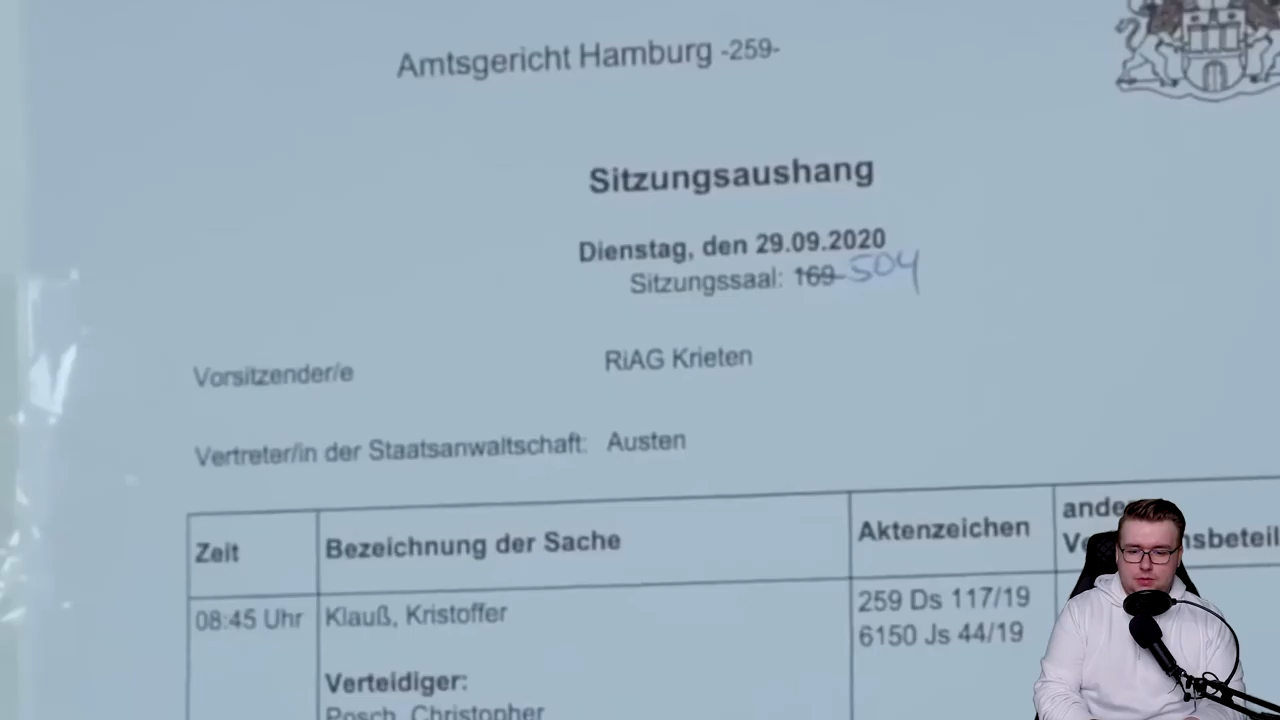 Amtsgericht Hamburg -259-
Sitzungsaushang
Dienstag, den 29.09.2020
Sitzungssaal: 169 504
Vorsitzender/e RiAG Krieten
Vertreter/in der Staatsanwaltschaft: Austen
Zeit Bezeichnung der Sache Aktenzeichen
08:45 Uhr Klauß, Kristoffer 259 Ds 117/19
6150 Js 44/19
Verteidiger:
Posch, Christopher